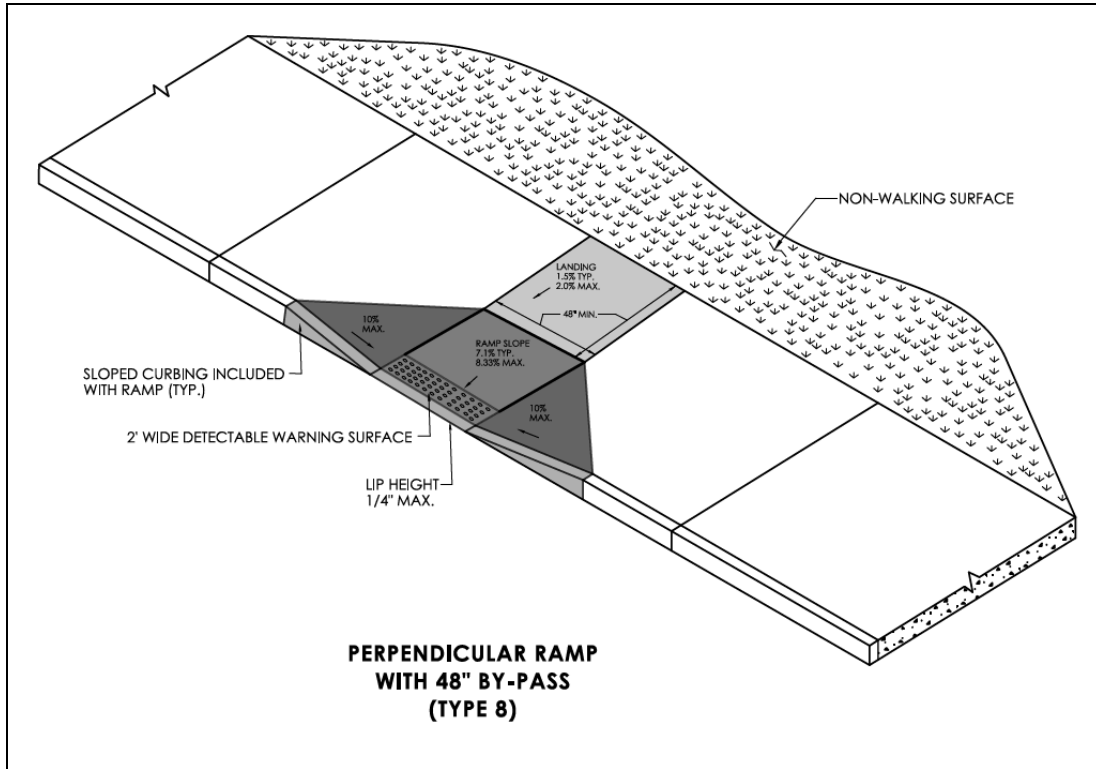 NON-WALKING SURFACE
LANDING
1.5% TYP.
2.0% MAX.
48" MIN.
10%
MAX.
RAMP SLOPE
7.1% TYP.
8.33% MAX.
SLOPED CURBING INCLUDED
WITH RAMP (TYP.)
10%
MAX.
2' WIDE DETECTABLE WARNING SURFACE
LIP HEIGHT
1/4" MAX.
PERPENDICULAR RAMP
WITH 48" BY-PASS
(TYPE 8)